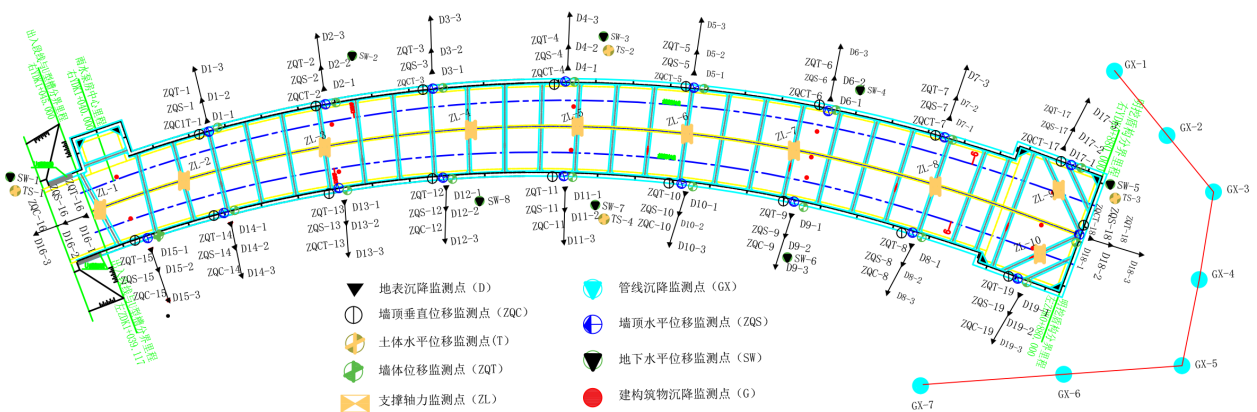 D1-3
D1-2
D1-1
ZQT-1
ZQS-1
ZQC1T-1
D2-3
D2-2
D2-1
ZQT-2
ZQS-2
ZQCT-2
SW-2
D3-3
D3-2
D3-1
ZQT-3
ZQS-3
ZQCT-3
D4-3
D4-2
D4-1
ZQT-4
ZQS-4
ZQCT-4
SW-3
TS-2
D5-3
D5-2
D5-1
ZQT-5
ZQS-5
ZQCT-5
D6-3
D6-2
D6-1
ZQT-6
ZQS-6
ZQCT-6
SW-4
D7-3
D7-2
D7-1
ZQT-7
ZQS-7
ZQCT-7
D17-3
D17-2
D17-1
ZQT-17
ZQS-17
ZQCT-17
GX-1
GX-2
GX-3
GX-4
GX-5
GX-6
GX-7
SW-5
TS-3
ZQT-18
ZQS-18
ZQCT-18
D18-1
D18-2
D18-3
ZL-1
ZL-2
ZL-3
ZL-4
ZL-5
ZL-6
ZL-7
ZL-8
ZL-9
ZL-10
SW-1
TS-1
ZQT-16
ZQS-16
ZQC-16
D16-1
D16-2
D16-3
ZQT-15
ZQS-15
ZQC-15
D15-1
D15-2
D15-3
ZQT-14
ZQS-14
ZQC-14
D14-1
D14-2
D14-3
ZQT-13
ZQS-13
ZQCT-13
D13-1
D13-2
D13-3
ZQT-12
ZQS-12
ZQC-12
D12-1
D12-2
D12-3
SW-8
ZQT-11
ZQS-11
ZQC-11
D11-1
D11-2
D11-3
SW-7
TS-4
ZQT-10
ZQS-10
ZQC-10
D10-1
D10-2
D10-3
ZQT-9
ZQS-9
ZQC-9
D9-1
D9-2
D9-3
SW-6
ZQT-8
ZQS-8
ZQC-8
D8-1
D8-2
D8-3
ZQT-19
ZQS-19
ZQC-19
D19-1
D19-2
D19-3
地表沉降监测点（D）
墙顶垂直位移监测点（ZQC）
土体水平位移监测点(T)
墙体位移监测点（ZQT）
支撑轴力监测点（ZL）
管线沉降监测点（GX）
墙顶水平位移监测点（ZQS）
地下水平位移监测点（SW）
建构筑物沉降监测点（G）